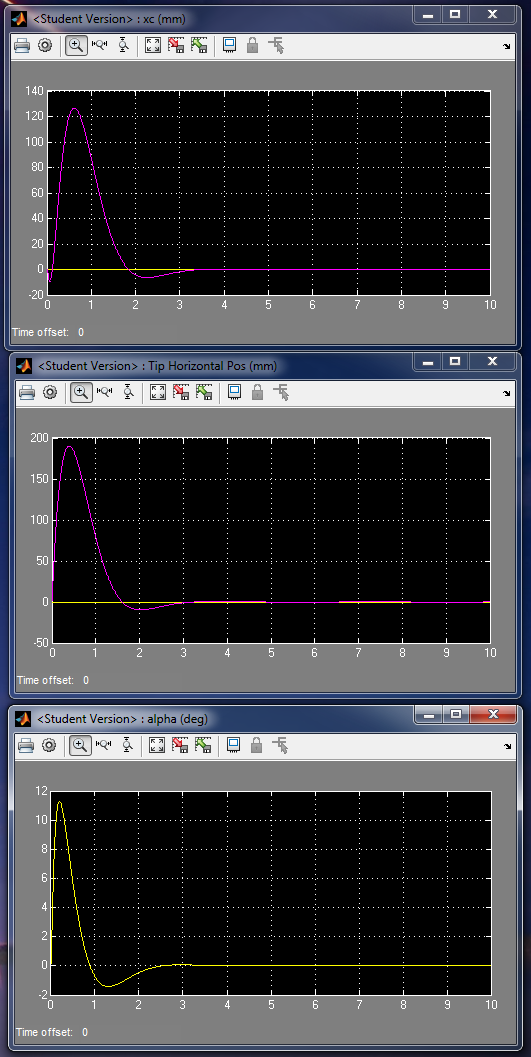 <Student Version> : xc (mm)
140
120
100
80
60
40
20
0
-20
0 1 2 3 4 5 6 7 8 9 10
Time offset: 0
<Student Version> : Tip Horizontal Pos (mm)
200
150
100
50
0
-50
0 1 2 3 4 5 6 7 8 9 10
Time offset: 0
<Student Version> : alpha (deg)
12
10
8
6
4
2
0
-2
0 1 2 3 4 5 6 7 8 9 10
Time offset: 0